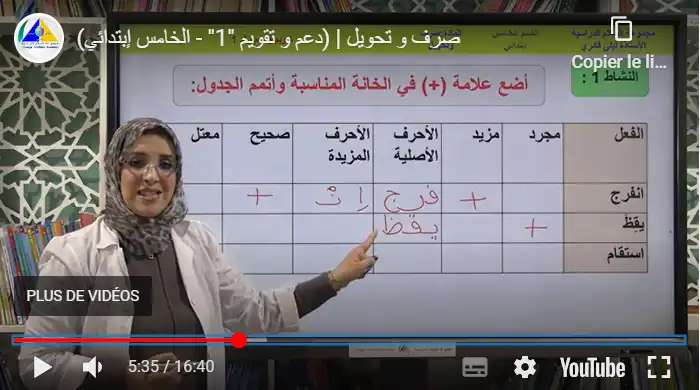 صرف و تحويل | (دعم و تقويم "1" - الخامس إبتدائي)
Copier le li...
النشاط 1 :
أضع علامة (+) في الخانة المناسبة وأتمم الجدول:
الفعل مجرد مزيد الأحرف الأصلية الأحرف المزيدة صحيح معتل
انفرج + فرج اِ نْ +
يقِظ + يقظ
استقام
PLUS DE VIDÉOS
5:35 / 16:40
YouTube